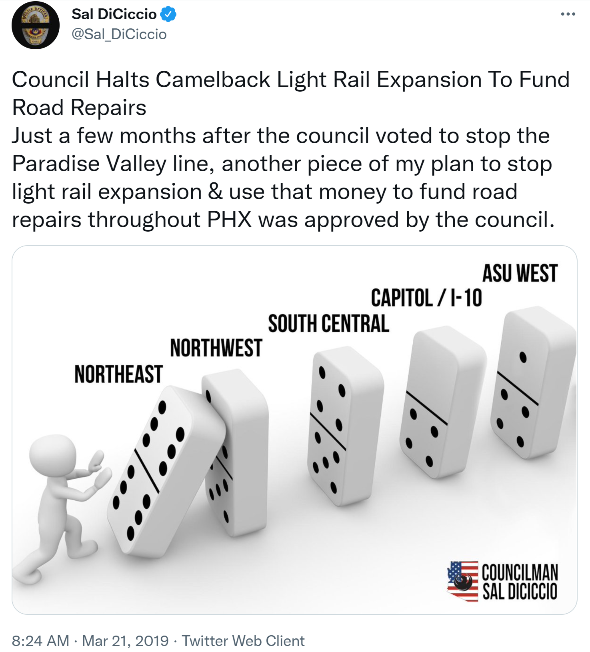 Sal DiCiccio
@Sal_DiCiccio
Council Halts Camelback Light Rail Expansion To Fund
Road Repairs
Just a few months after the council voted to stop the
Paradise Valley line, another piece of my plan to stop
light rail expansion & use that money to fund road
repairs throughout PHX was approved by the council.
ASU WEST
CAPITOL / I-10
SOUTH CENTRAL
NORTHWEST
NORTHEAST
COUNCILMAN
SAL DICICCIO
8:24 AM · Mar 21, 2019 · Twitter Web Client